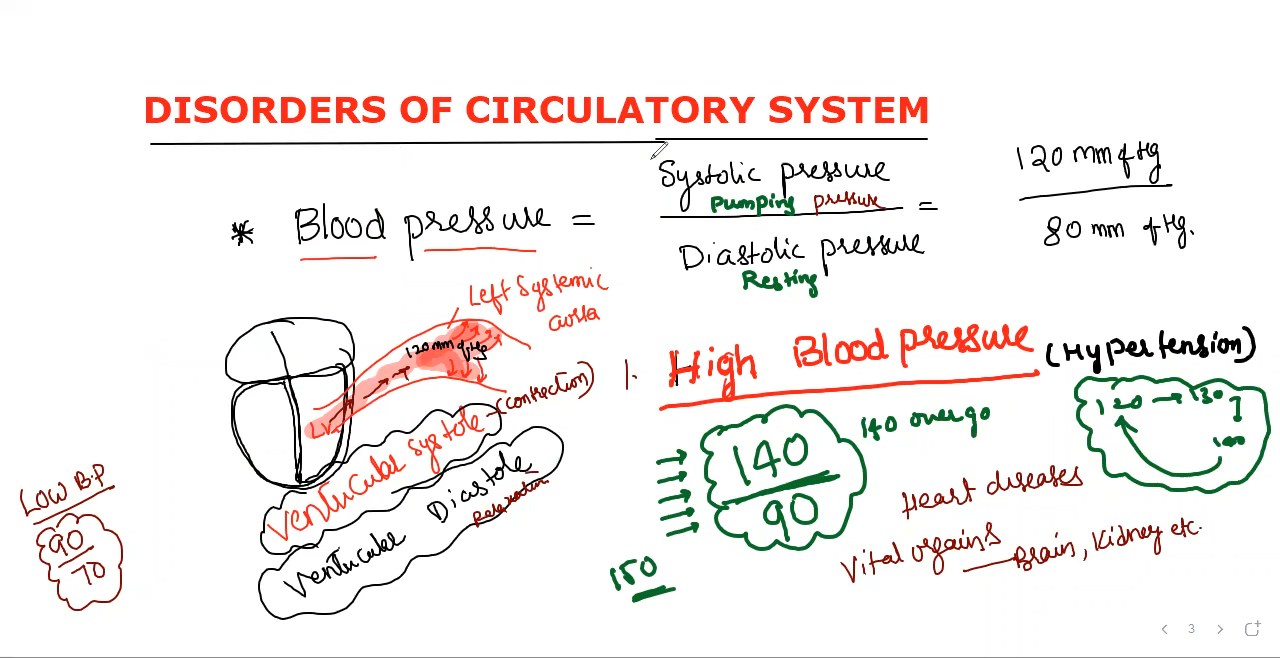 DISORDERS OF CIRCULATORY SYSTEM
* Blood pressure =
Systolic pressure
Pumping pressure
Diastolic pressure
Resting
=
120 mm of Hg
80 mm of Hg.
Left Systemic
aorta
120 mm of Hg
LV
Ventricular systole - (contraction)
Ventricular Diastole
Relaxation
LOW B.P
90
70
1. High Blood pressure (Hypertension)
140
90
140 over 90
120 → 130
140
150
Heart diseases
Vital organs
Brain, Kidney etc.
3